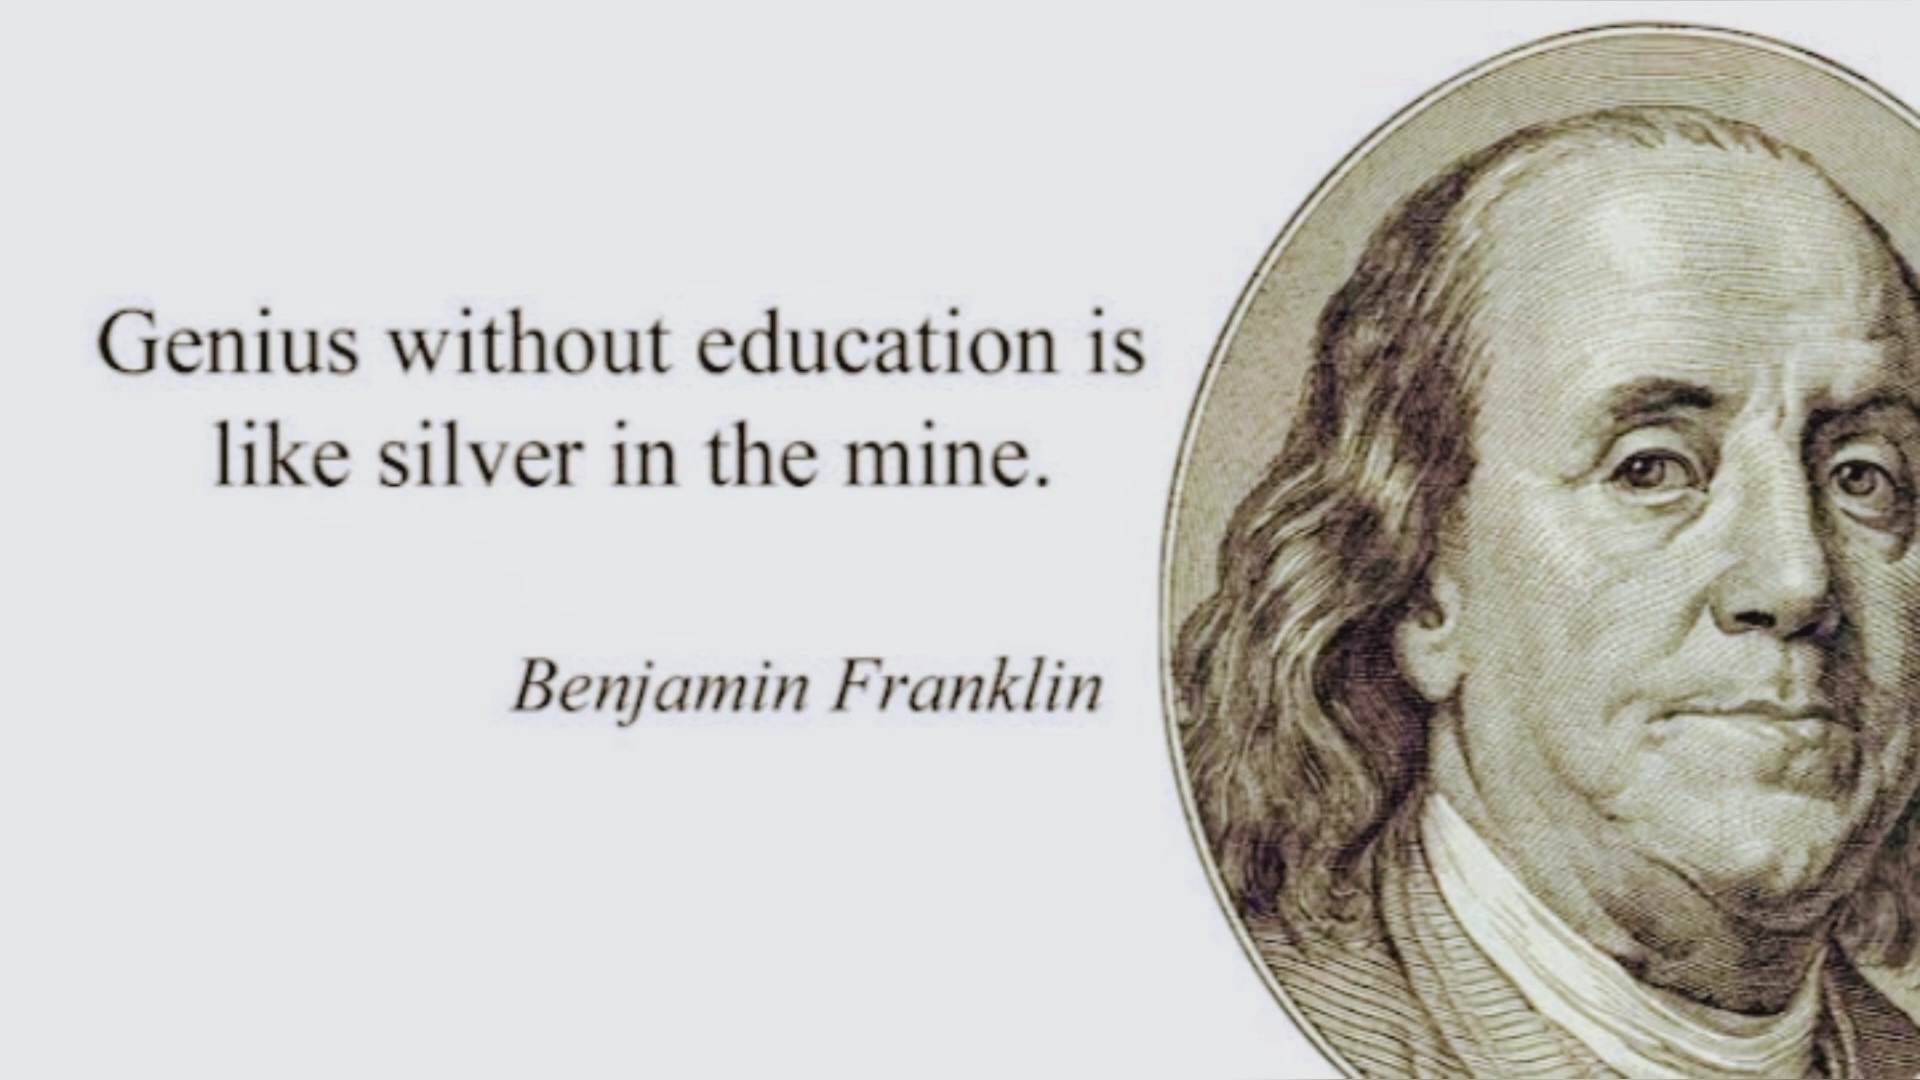 Genius without education is
like silver in the mine.
Benjamin Franklin